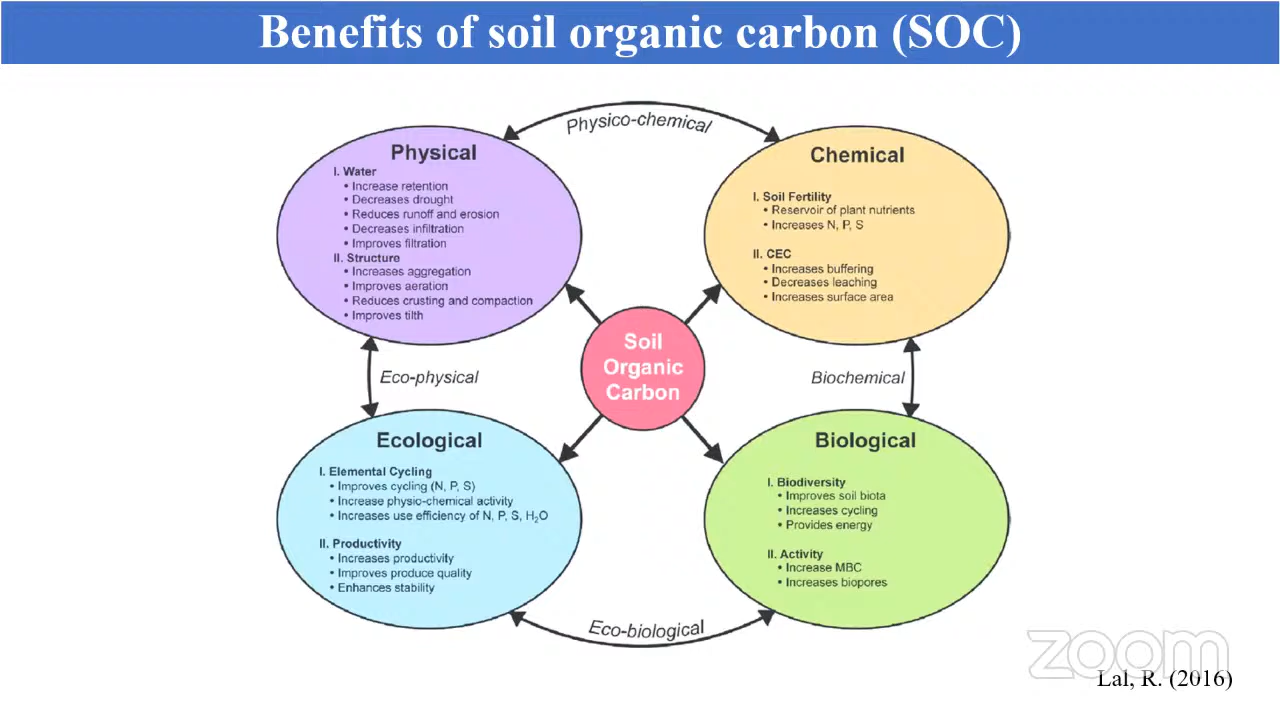 Benefits of soil organic carbon (SOC)
Physico-chemical
Physical
I. Water
• Increase retention
• Decreases drought
• Reduces runoff and erosion
• Decreases infiltration
• Improves filtration
II. Structure
• Increases aggregation
• Improves aeration
• Reduces crusting and compaction
• Improves tilth
Chemical
I. Soil Fertility
• Reservoir of plant nutrients
• Increases N, P, S
II. CEC
• Increases buffering
• Decreases leaching
• Increases surface area
Soil
Organic
Carbon
Eco-physical
Biochemical
Ecological
I. Elemental Cycling
• Improves cycling (N, P, S)
• Increase physio-chemical activity
• Increases use efficiency of N, P, S, H₂O
II. Productivity
• Increases productivity
• Improves produce quality
• Enhances stability
Biological
I. Biodiversity
• Improves soil biota
• Increases cycling
• Provides energy
II. Activity
• Increase MBC
• Increases biopores
Eco-biological
zoom
Lal, R. (2016)